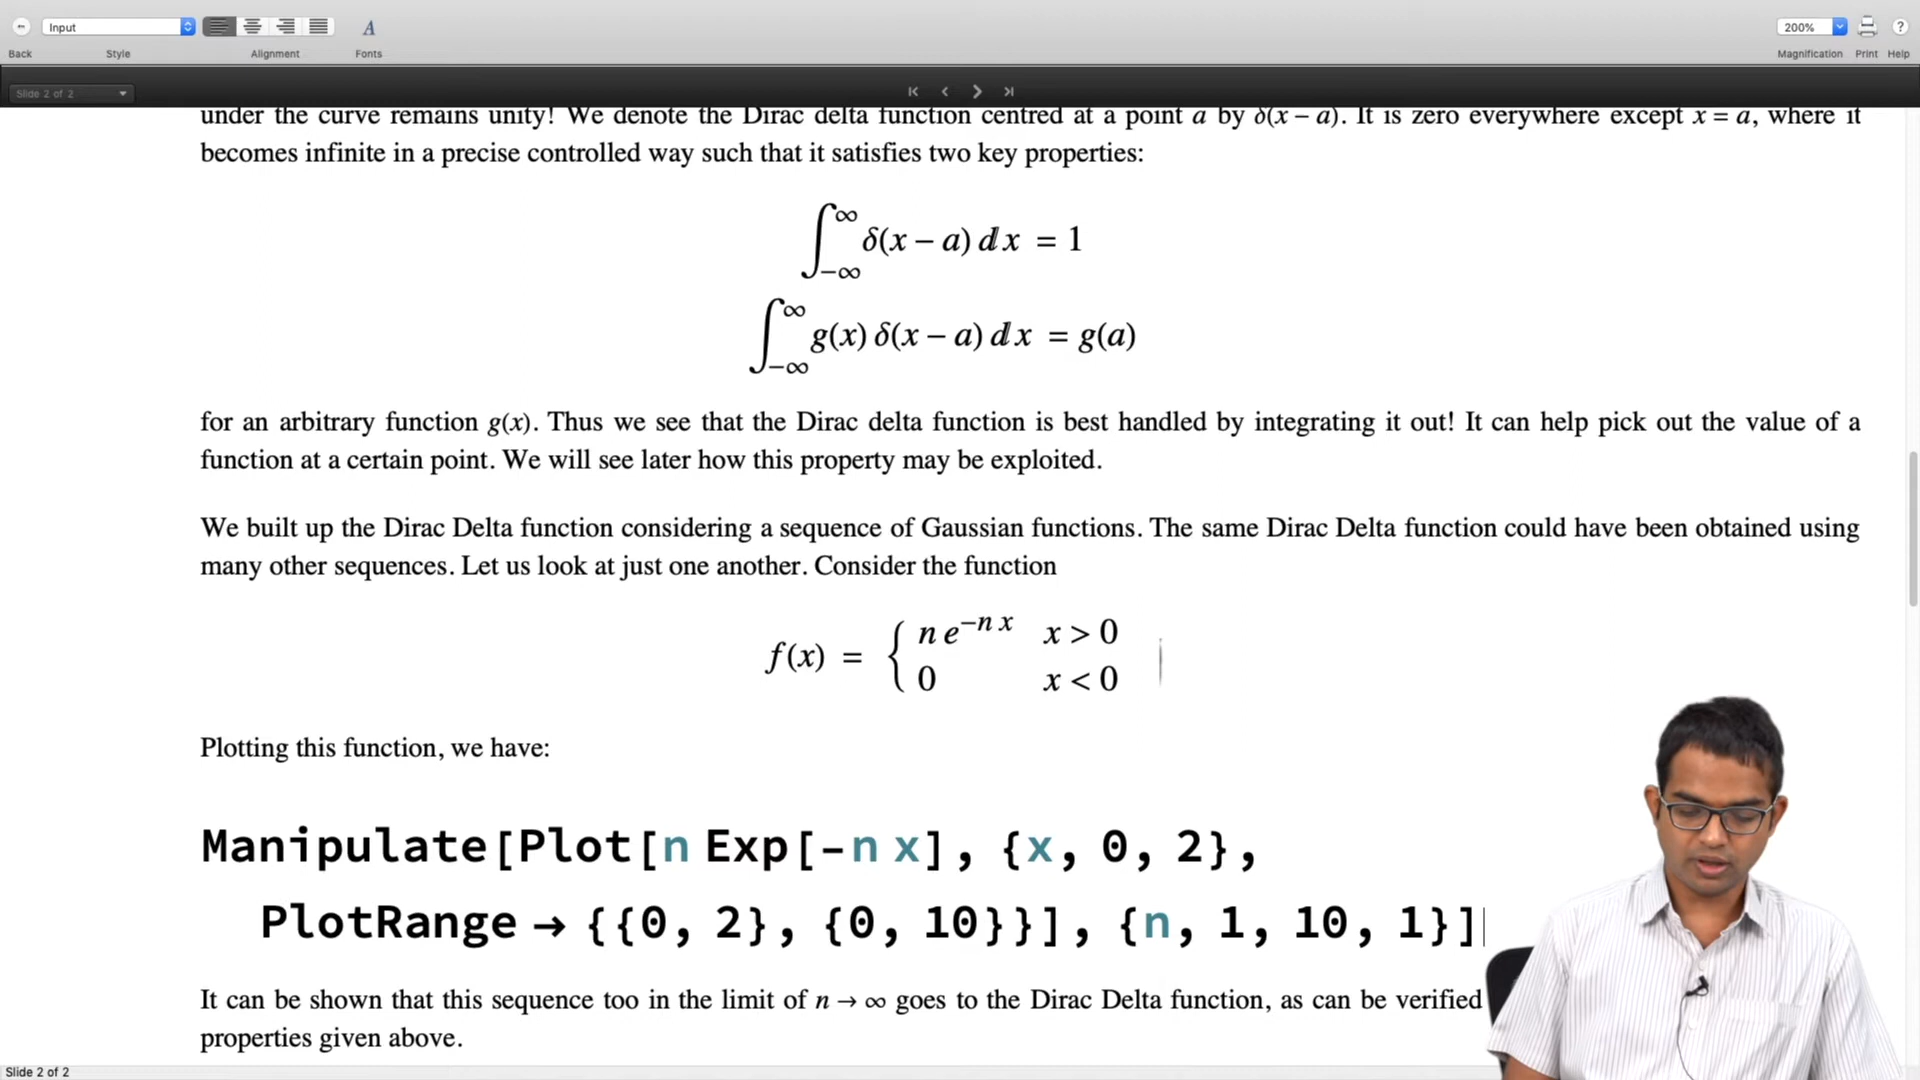 Input
200%
Back Style Alignment Fonts Magnification Print Help
Slide 2 of 2
under the curve remains unity! We denote the Dirac delta function centred at a point a by δ(x − a). It is zero everywhere except x = a, where it
becomes infinite in a precise controlled way such that it satisfies two key properties:
∫_{−∞}^{∞} δ(x − a) ⅆx = 1
∫_{−∞}^{∞} g(x) δ(x − a) ⅆx = g(a)
for an arbitrary function g(x). Thus we see that the Dirac delta function is best handled by integrating it out! It can help pick out the value of a
function at a certain point. We will see later how this property may be exploited.
We built up the Dirac Delta function considering a sequence of Gaussian functions. The same Dirac Delta function could have been obtained using
many other sequences. Let us look at just one another. Consider the function
f(x) = { n e^{−n x} x > 0
0 x < 0
Plotting this function, we have:
Manipulate[Plot[n Exp[-n x], {x, 0, 2},
PlotRange → {{0, 2}, {0, 10}}], {n, 1, 10, 1}]
It can be shown that this sequence too in the limit of n → ∞ goes to the Dirac Delta function, as can be verified
properties given above.
Slide 2 of 2